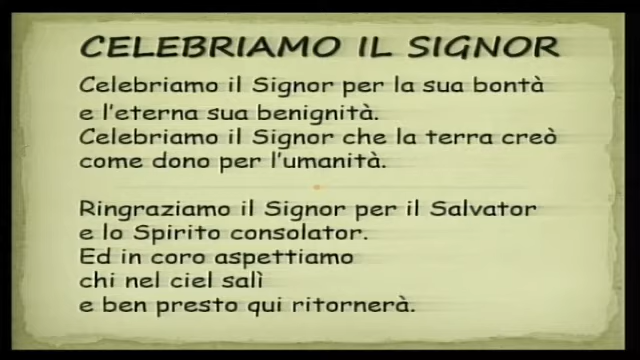 CELEBRIAMO IL SIGNOR
Celebriamo il Signor per la sua bontà
e l'eterna sua benignità.
Celebriamo il Signor che la terra creò
come dono per l'umanità.
Ringraziamo il Signor per il Salvator
e lo Spirito consolator.
Ed in coro aspettiamo
chi nel ciel salì
e ben presto qui ritornerà.